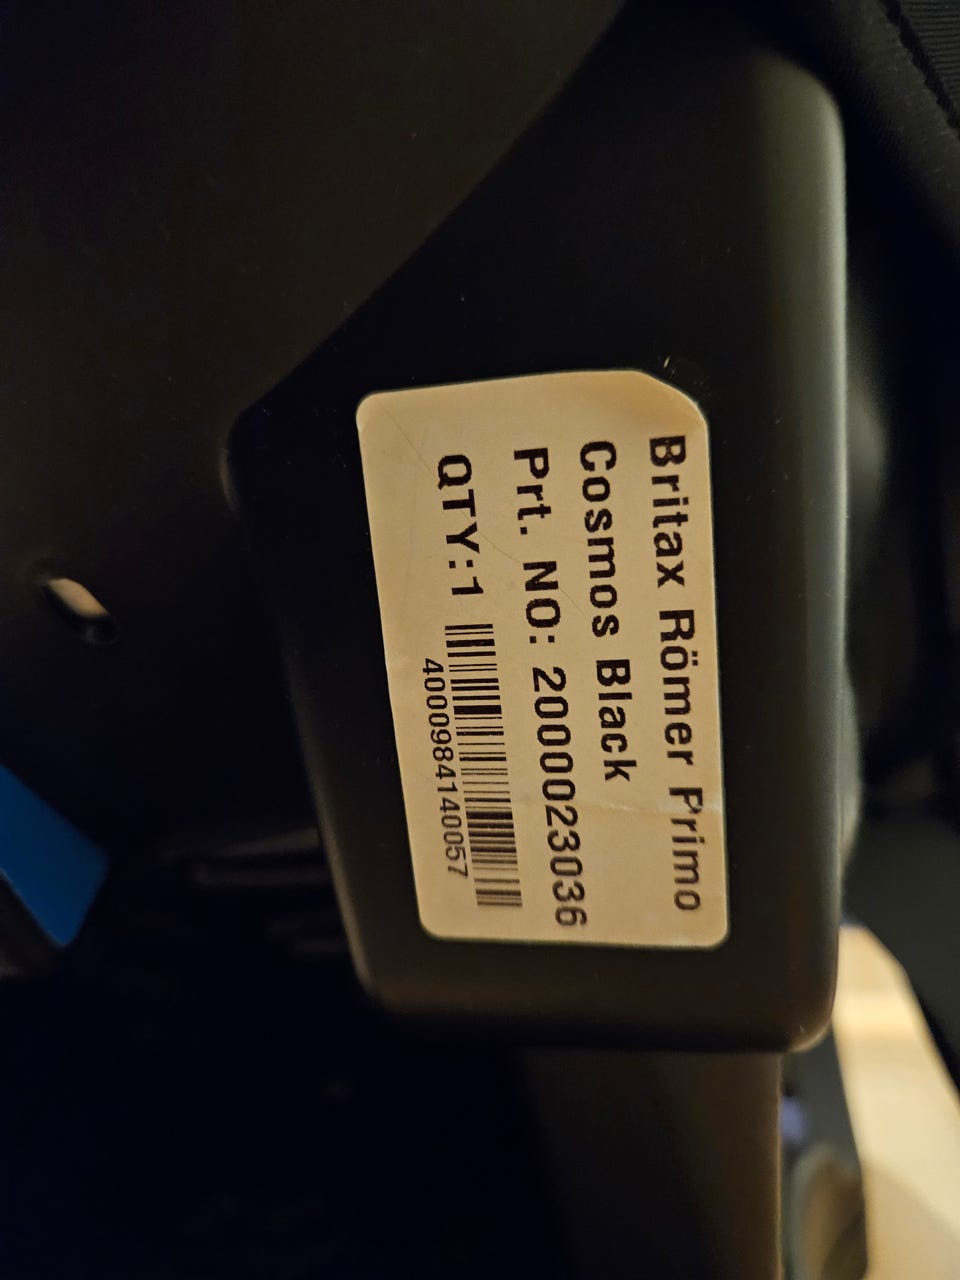 Britax Römer Primo
Cosmos Black
Prt. NO: 2000023036
QTY:1
4000984140057